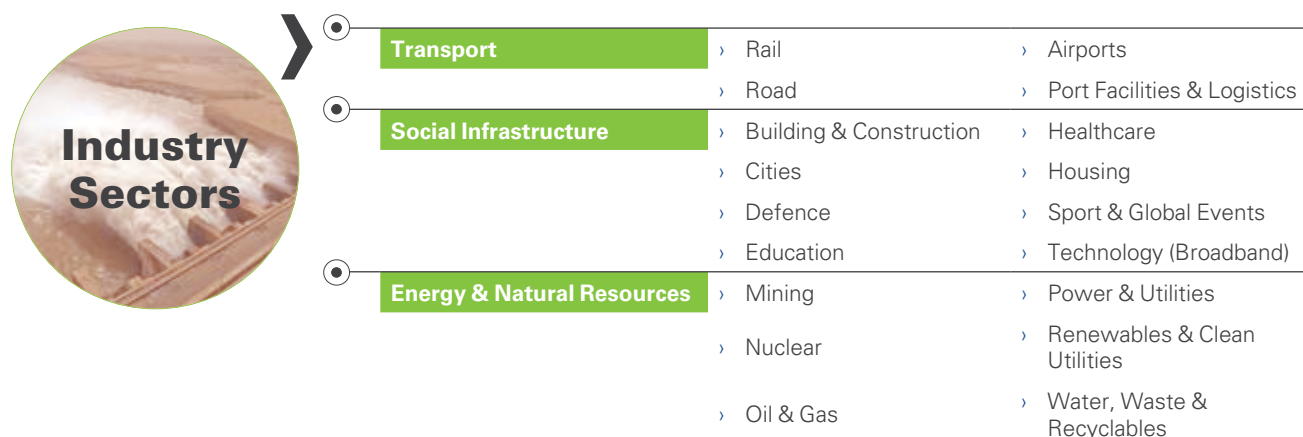 Industry
Sectors
Transport
› Rail
› Airports
› Road
› Port Facilities & Logistics
Social Infrastructure
› Building & Construction
› Healthcare
› Cities
› Housing
› Defence
› Sport & Global Events
› Education
› Technology (Broadband)
Energy & Natural Resources
› Mining
› Power & Utilities
› Nuclear
› Renewables & Clean
Utilities
› Oil & Gas
› Water, Waste &
Recyclables